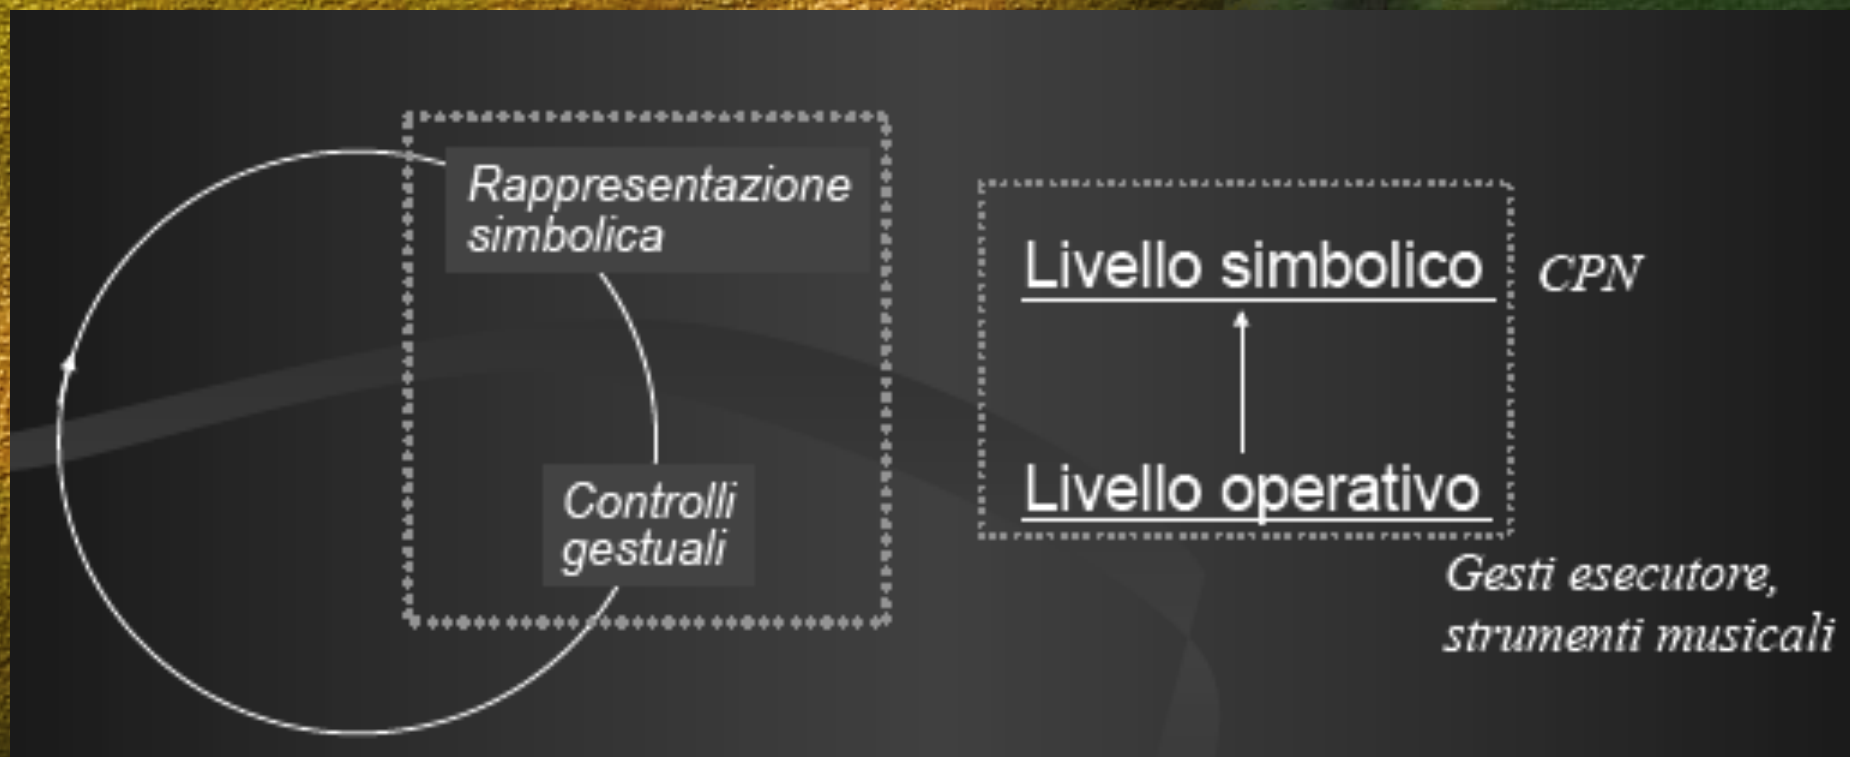 Rappresentazione
simbolica
Controlli
gestuali
Livello simbolico
CPN
Livello operativo
Gesti esecutore,
strumenti musicali